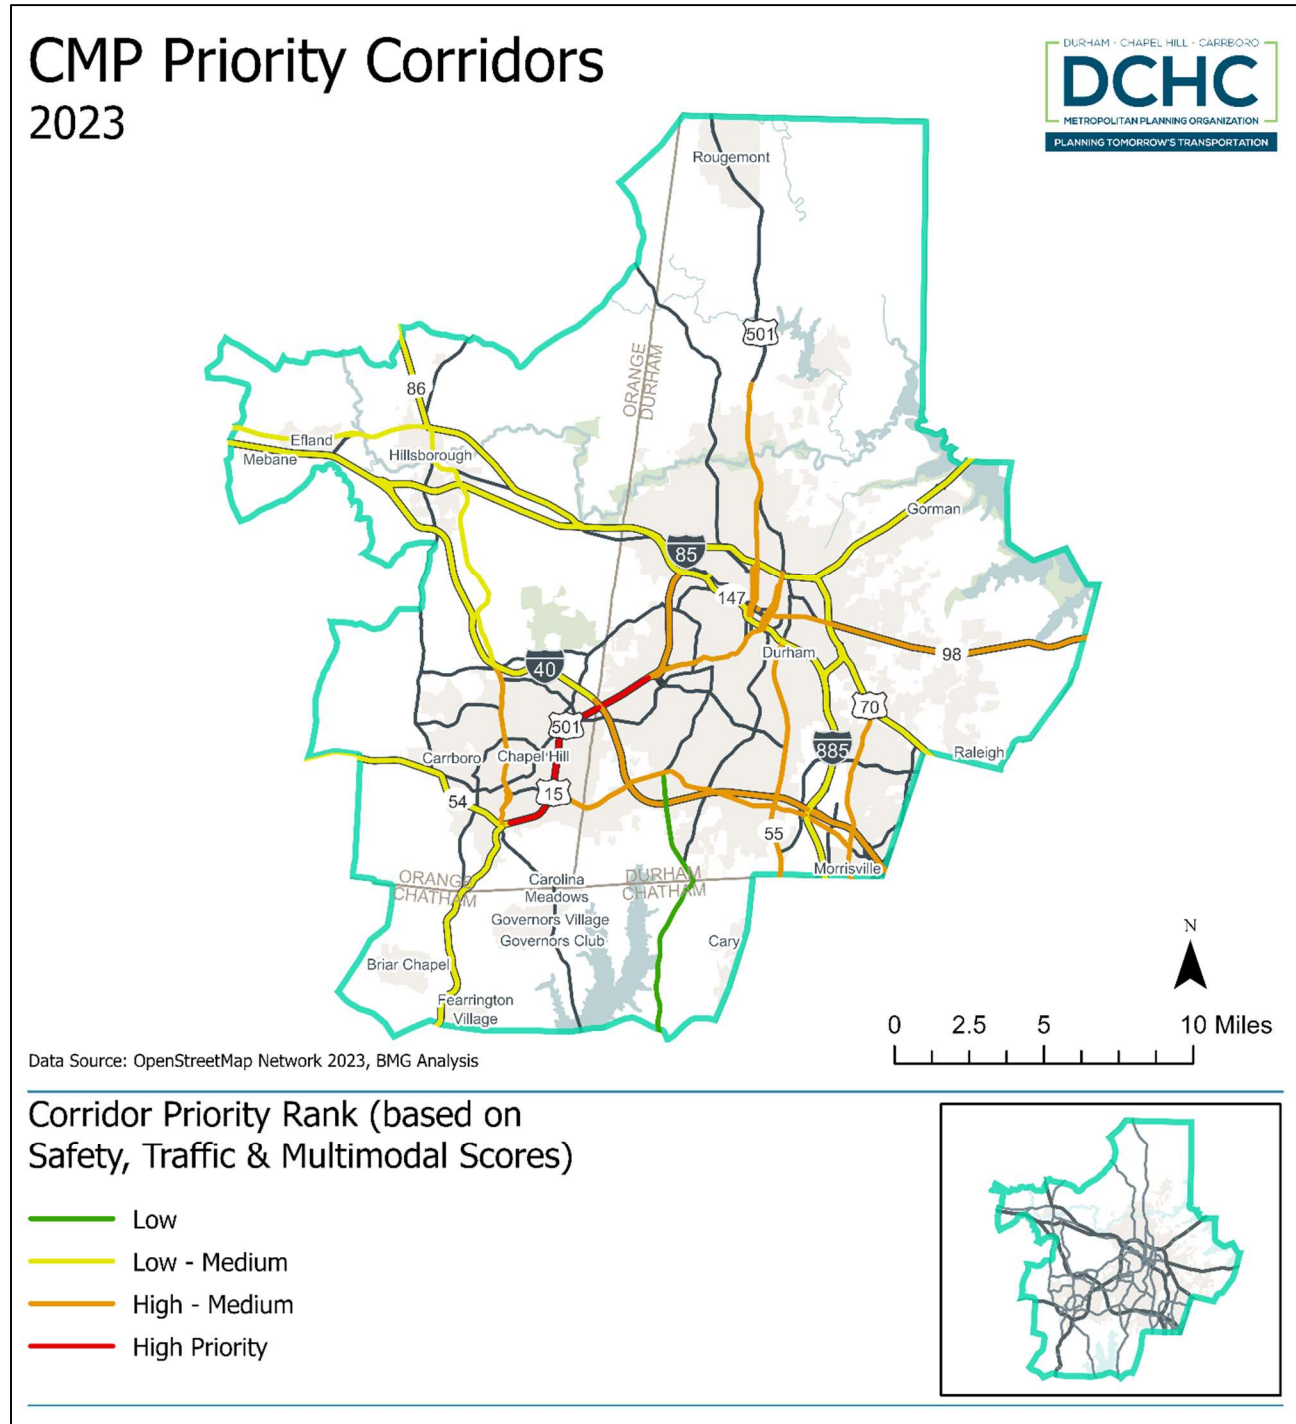 CMP Priority Corridors
2023
DURHAM · CHAPEL HILL · CARRBORO
DCHC
METROPOLITAN PLANNING ORGANIZATION
PLANNING TOMORROW'S TRANSPORTATION
Rougemont
501
ORANGE
DURHAM
86
Efland
Mebane
Hillsborough
Gorman
85
147
Durham
98
40
501
70
885
Raleigh
Carrboro
Chapel Hill
54
15
55
Morrisville
ORANGE
CHATHAM
DURHAM
CHATHAM
Carolina
Meadows
Governors Village
Governors Club
Cary
Briar Chapel
Fearrington
Village
N
0 2.5 5 10 Miles
Data Source: OpenStreetMap Network 2023, BMG Analysis
Corridor Priority Rank (based on
Safety, Traffic & Multimodal Scores)
Low
Low - Medium
High - Medium
High Priority